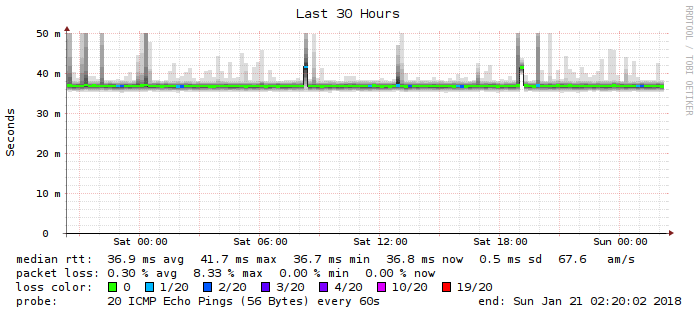 Last 30 Hours
RRDTOOL / TOBI OETIKER
Seconds
50 m
40 m
30 m
20 m
10 m
0
Sat 00:00 Sat 06:00 Sat 12:00 Sat 18:00 Sun 00:00
median rtt: 36.9 ms avg 41.7 ms max 36.7 ms min 36.8 ms now 0.5 ms sd 67.6 am/s
packet loss: 0.30 % avg 8.33 % max 0.00 % min 0.00 % now
loss color: 0 1/20 2/20 3/20 4/20 10/20 19/20
probe: 20 ICMP Echo Pings (56 Bytes) every 60s end: Sun Jan 21 02:20:02 2018